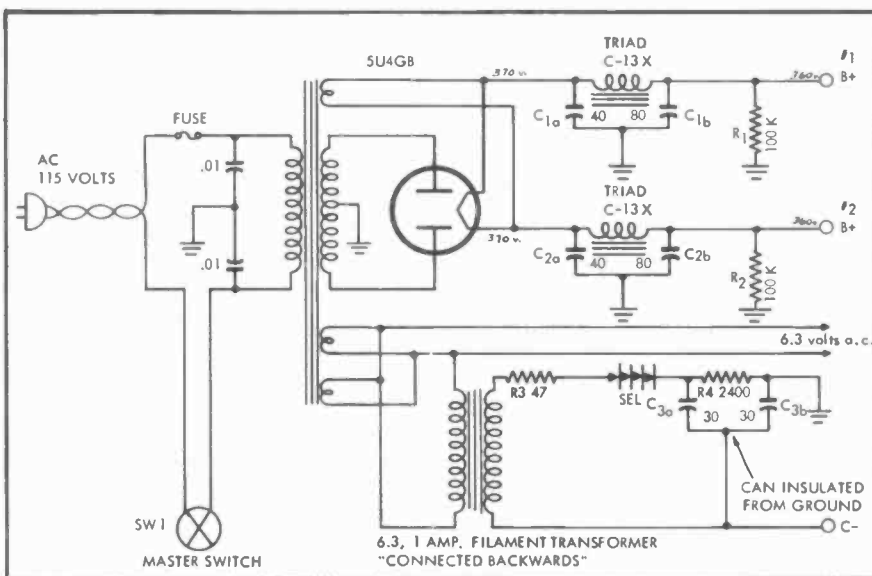 TRIAD
C-13X
#1
5U4GB
370 v.
360v
B+
FUSE
C1a
40
80
C1b
R1
100 K
AC
115 VOLTS
.01
TRIAD
C-13X
#2
370 v.
360v
B+
C2a
40
80
C2b
R2
100 K
.01
6.3 volts a.c.
R3 47
SEL
R4 2400
C3a
30
30
C3b
CAN INSULATED
FROM GROUND
SW1
C-
MASTER SWITCH
6.3, 1 AMP. FILAMENT TRANSFORMER
"CONNECTED BACKWARDS"